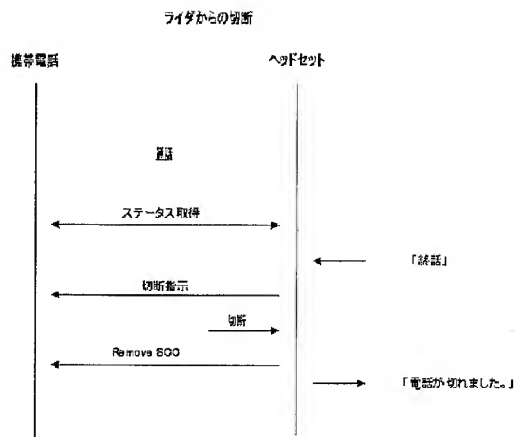 ライダからの切断
携帯電話
ヘッドセット
通話
ステータス取得
「終話」
切断指示
切断
Remove SCO
「電話が切れました。」